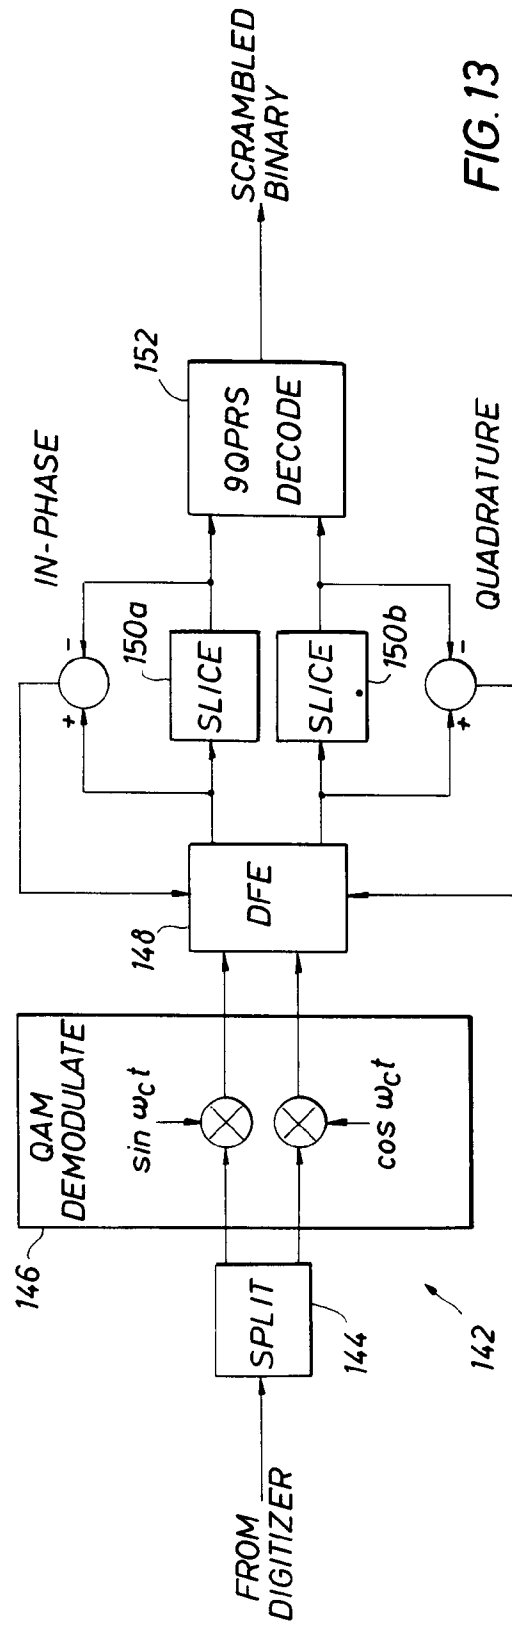 FROM
DIGITIZER
SPLIT
144
142
146
QAM
DEMODULATE
sin ωct
cos ωct
148
DFE
IN-PHASE
+
-
150a
SLICE
SLICE
150b
+
-
QUADRATURE
152
9QPRS
DECODE
SCRAMBLED
BINARY
FIG. 13